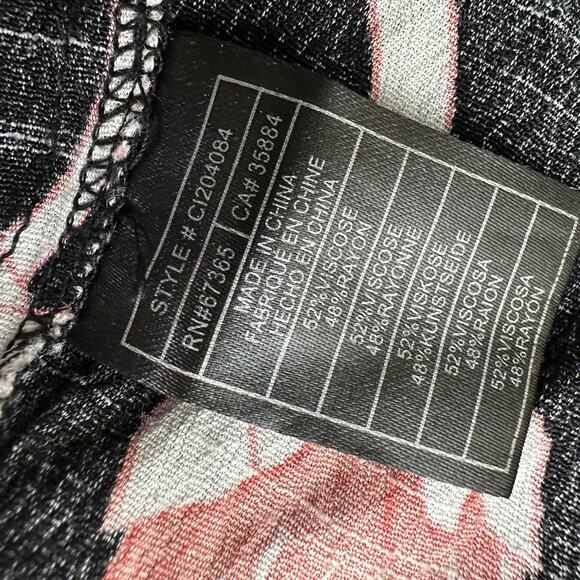 STYLE # CI204084
RN#67365 CA# 35884
MADE IN CHINA
FABRIQUÉ EN CHINE
HECHO EN CHINA
52%VISCOSE
48%RAYON
52%VISCOSE
48%RAYONNE
52%VISKOSE
48%KUNSTSEIDE
52%VISCOSA
48%RAION
52%VISCOSA
48%RAYON